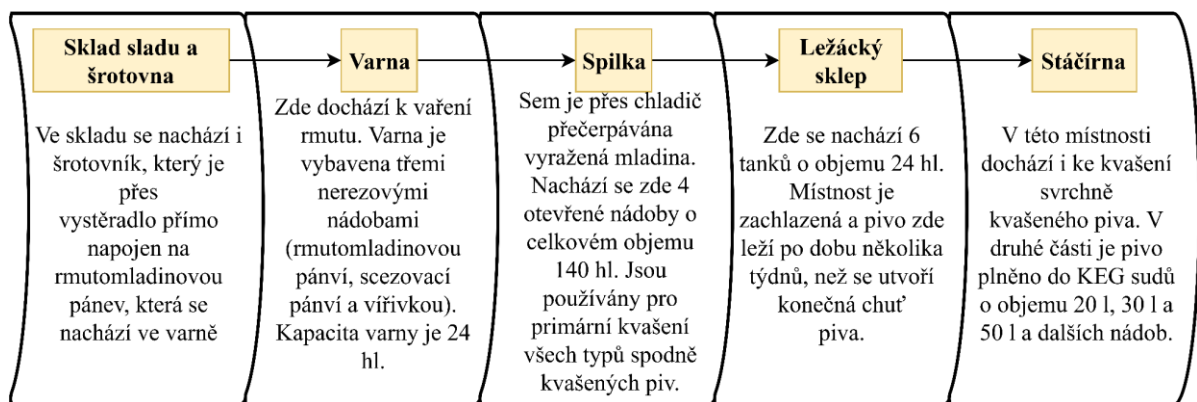 Sklad sladu a
šrotovna
Ve skladu se nachází i
šrotovník, který je
přes
vystěradlo přímo
napojen na
rmutomladinovou
pánev, která se
nachází ve varně
Varna
Zde dochází k vaření
rmutu. Varna je
vybavena třemi
nerezovými
nádobami
(rmutomladinovou
pánví, scezovací
pánví a vířivkou).
Kapacita varny je 24
hl.
Spilka
Sem je přes chladič
přečerpávána
vyražená mladina.
Nachází se zde 4
otevřené nádoby o
celkovém objemu
140 hl. Jsou
používány pro
primární kvašení
všech typů spodně
kvašených piv.
Ležácký
sklep
Zde se nachází 6
tanků o objemu 24 hl.
Místnost je
zachlazená a pivo zde
leží po dobu několika
týdnů, než se utvoří
konečná chuť
piva.
Stáčírna
V této místnosti
dochází i ke kvašení
svrchně
kvašeného piva. V
druhé části je pivo
plněno do KEG sudů
o objemu 20 l, 30 l a
50 l a dalších nádob.